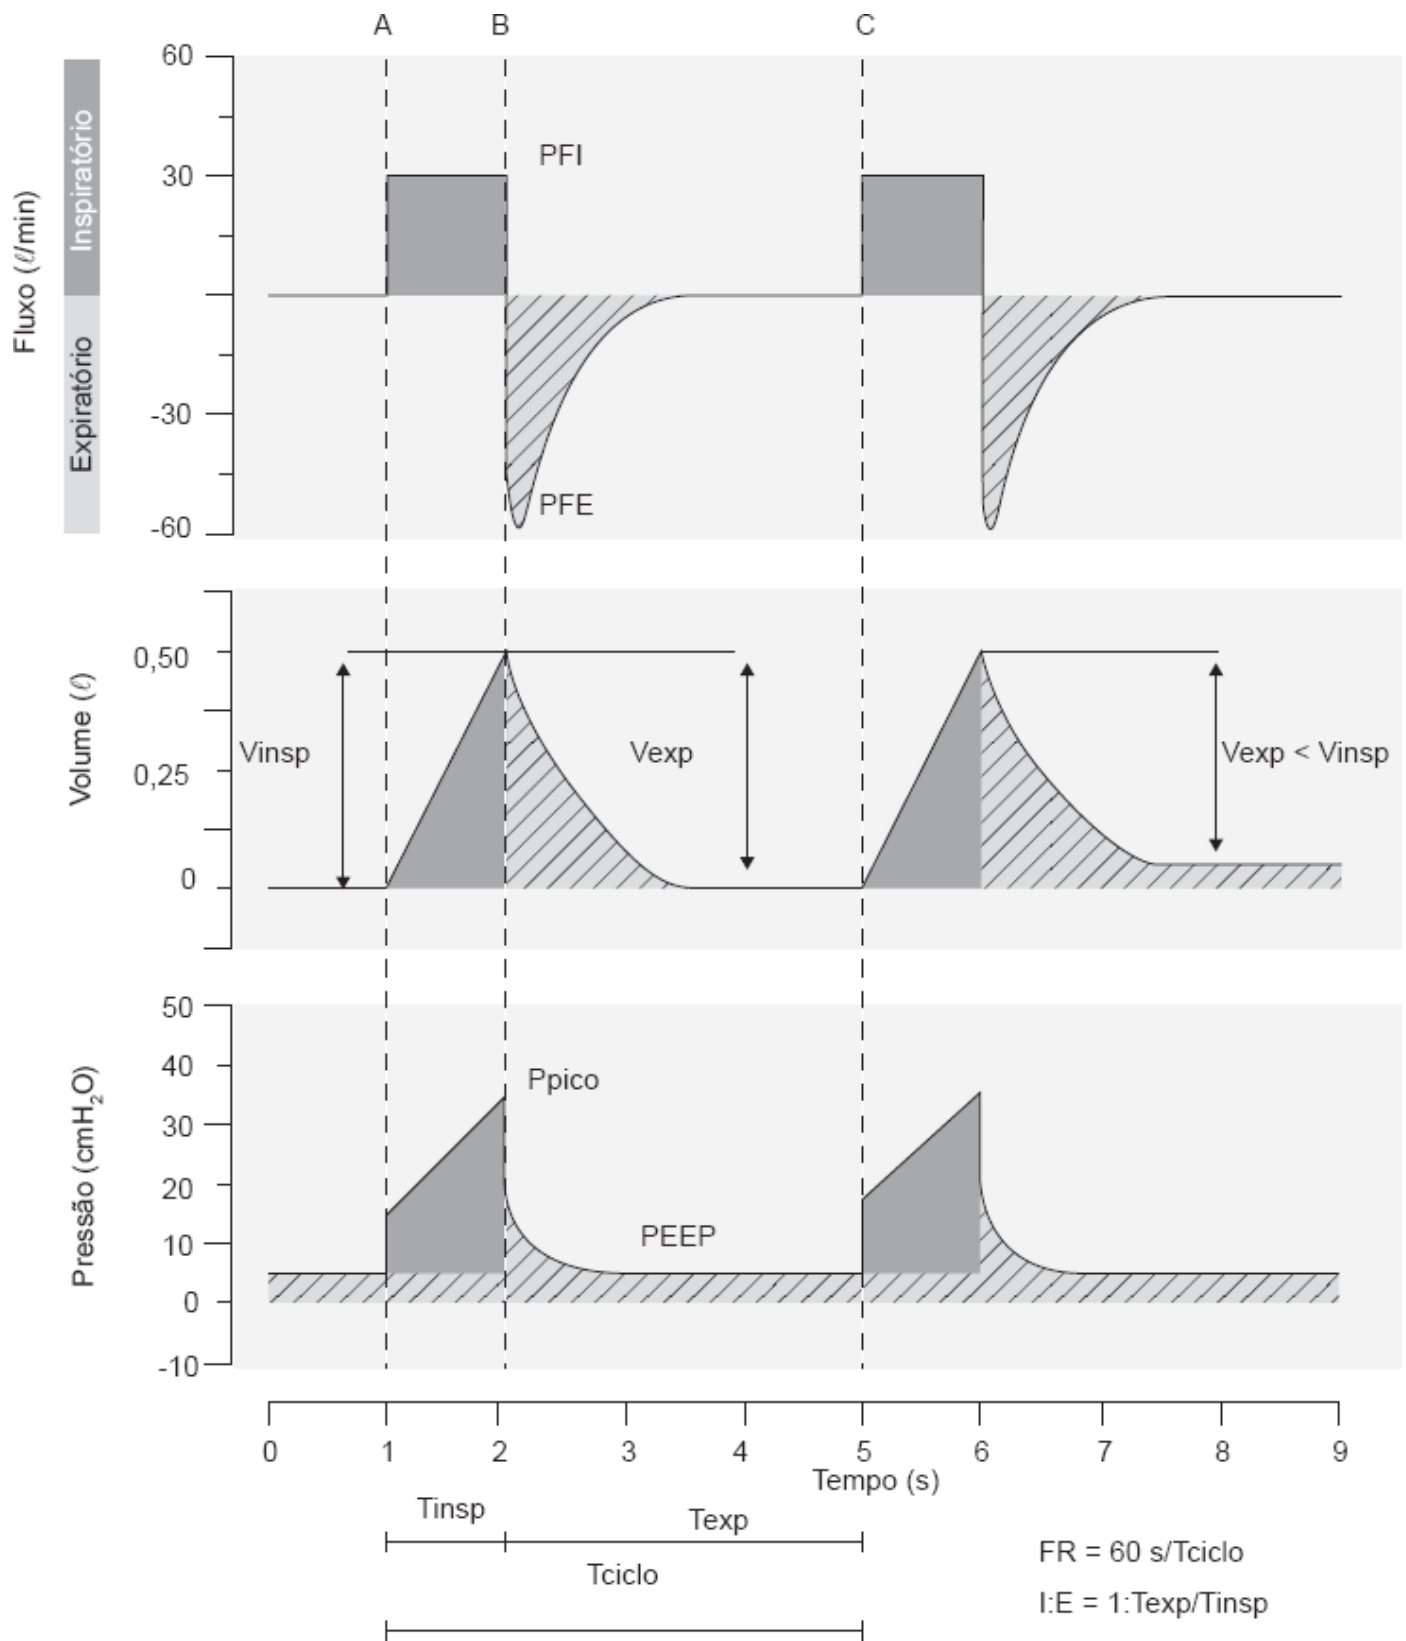 A
B
C
Fluxo (ℓ/min)
Inspiratório
Expiratório
60
30
-30
-60
PFI
PFE
Volume (ℓ)
0,50
0,25
0
Vinsp
Vexp
Vexp < Vinsp
Pressão (cmH₂O)
50
40
30
20
10
0
-10
Ppico
PEEP
0 1 2 3 4 5 6 7 8 9
Tempo (s)
Tinsp
Texp
Tciclo
FR = 60 s/Tciclo
I:E = 1:Texp/Tinsp